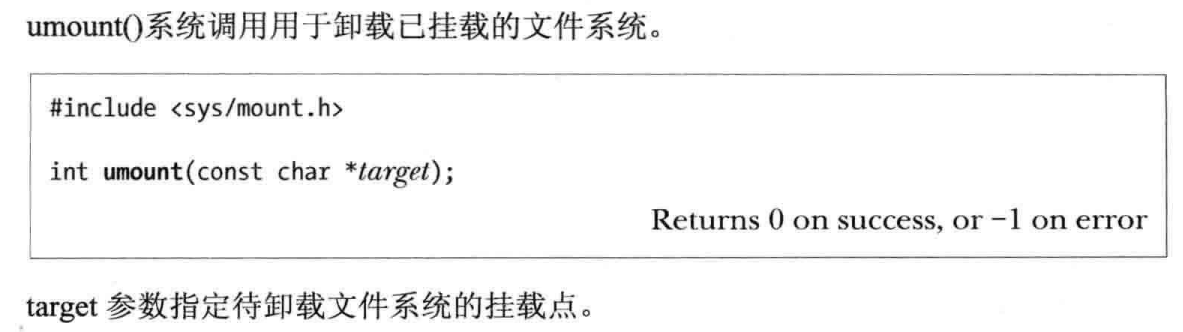 umount()系统调用用于卸载已挂载的文件系统。
#include <sys/mount.h>
int umount(const char *target);
Returns 0 on success, or −1 on error
target 参数指定待卸载文件系统的挂载点。